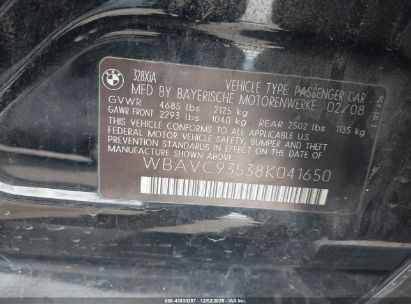 BMW
328XiA
VEHICLE TYPE: PASSENGER CAR
MFD BY BAYERISCHE MOTORENWERKE 02/08
GVWR 4685 lbs 2125 kg
GAWR FRONT 2293 lbs 1040 kg REAR 2502 lbs 1135 kg
THIS VEHICLE CONFORMS TO ALL APPLICABLE FEDERAL
MOTOR VEHICLE SAFETY, BUMPER, AND THEFT PREVENTION STANDARDS IN
EFFECT ON THE DATE OF MANUFACTURE SHOWN ABOVE.
WBAVC93538K041650